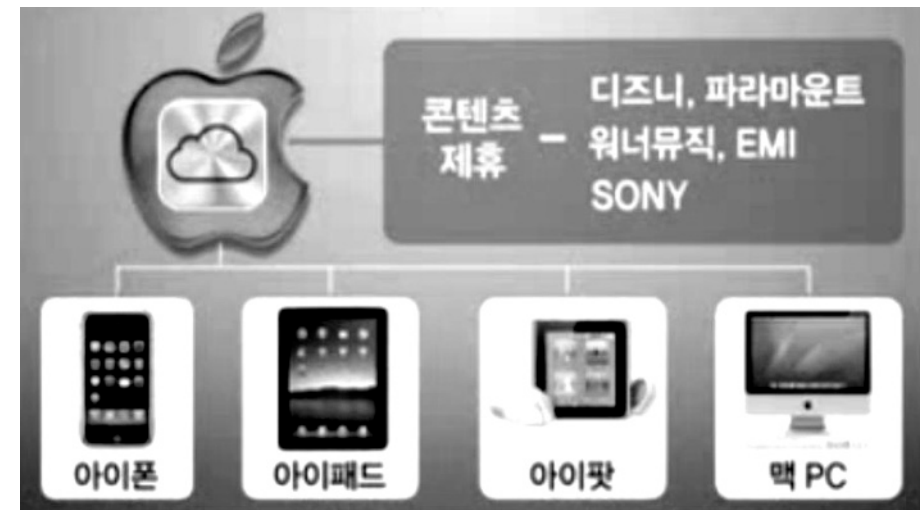 콘텐츠
제휴
–
디즈니, 파라마운트
워너뮤직, EMI
SONY
아이폰
아이패드
아이팟
맥 PC